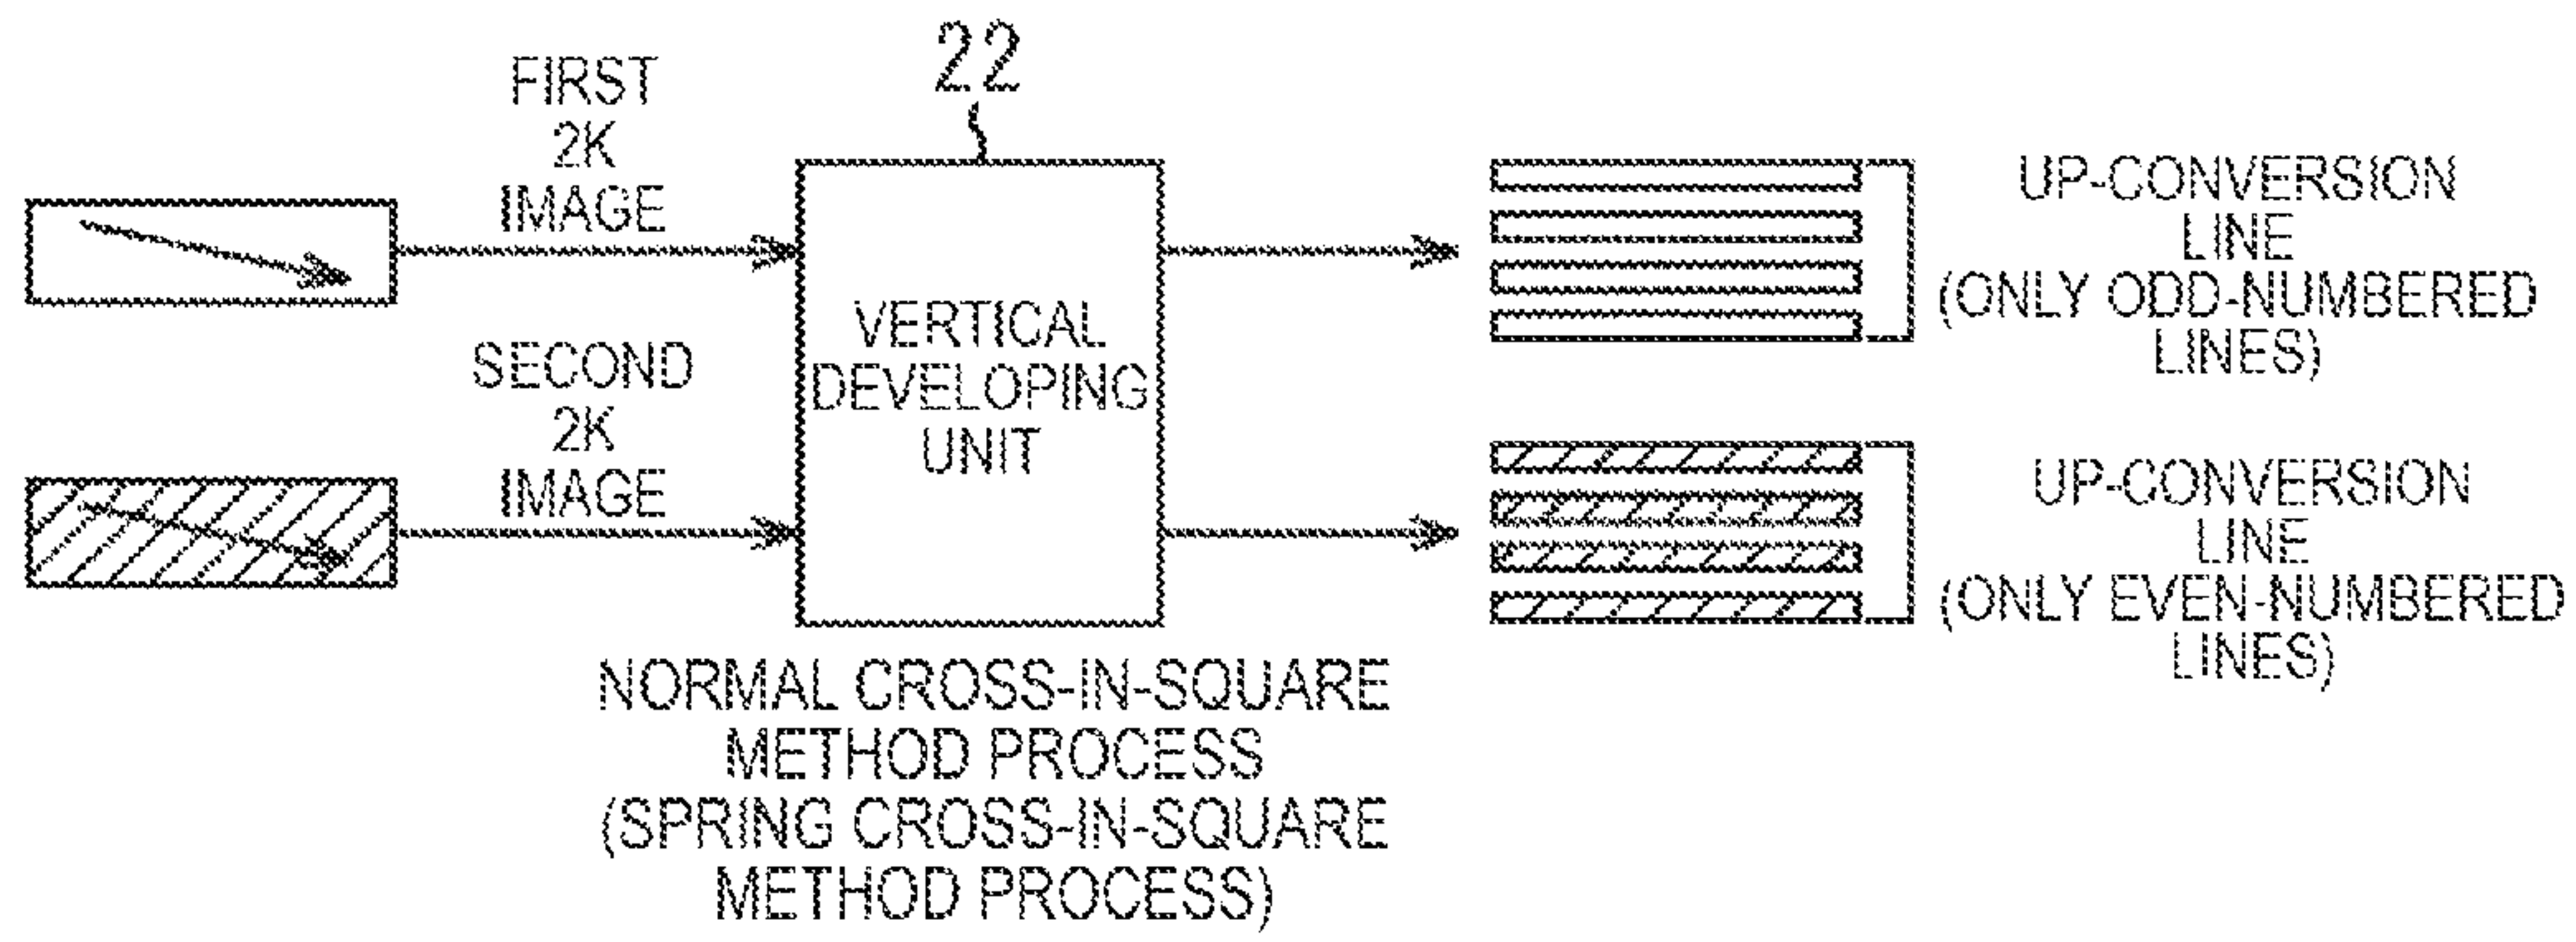 22
FIRST
2K
IMAGE
SECOND
2K
IMAGE
VERTICAL
DEVELOPING
UNIT
UP-CONVERSION
LINE
(ONLY ODD-NUMBERED
LINES)
UP-CONVERSION
LINE
(ONLY EVEN-NUMBERED
LINES)
NORMAL CROSS-IN-SQUARE
METHOD PROCESS
(SPRING CROSS-IN-SQUARE
METHOD PROCESS)